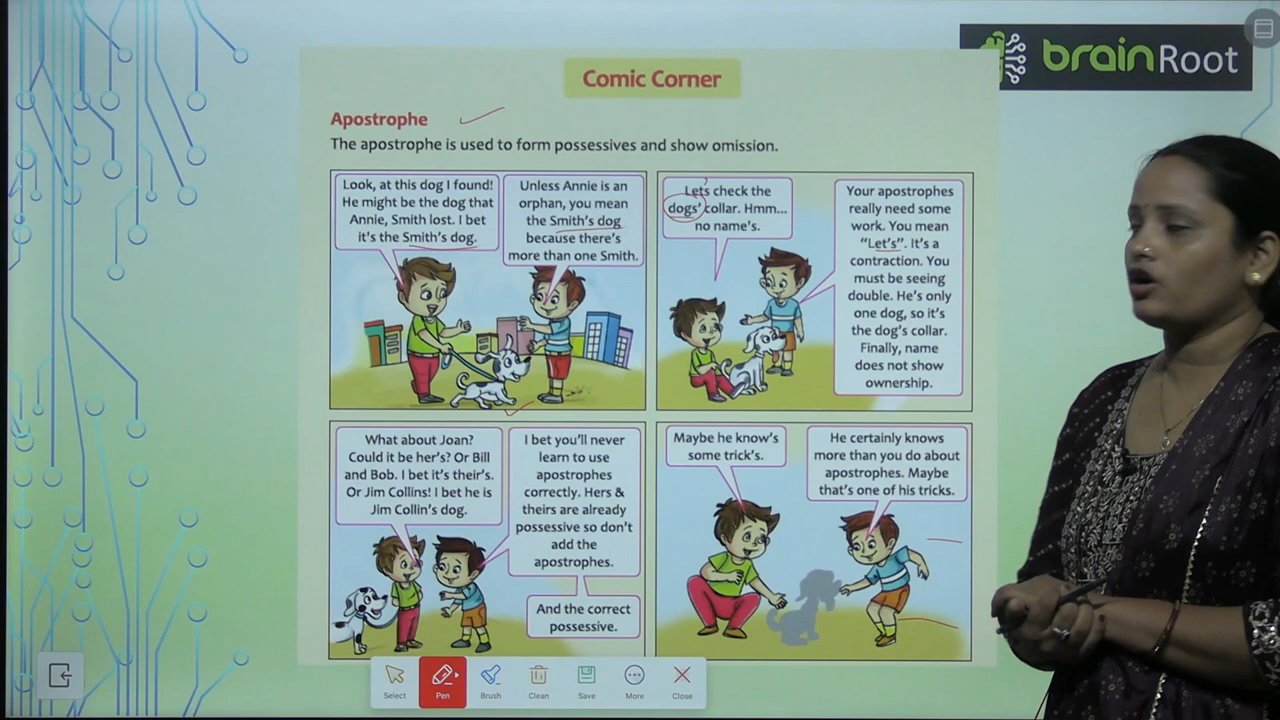 brainRoot
Comic Corner
Apostrophe
The apostrophe is used to form possessives and show omission.
Look, at this dog I found!
He might be the dog that
Annie, Smith lost. I bet
it's the Smith's dog.
Unless Annie is an
orphan, you mean
the Smith's dog
because there's
more than one Smith.
Let's check the
dogs' collar. Hmm...
no name's.
Your apostrophes
really need some
work. You mean
“Let's”. It's a
contraction. You
must be seeing
double. He's only
one dog, so it's
the dog's collar.
Finally, name
does not show
ownership.
What about Joan?
Could it be her's? Or Bill
and Bob. I bet it's their's.
Or Jim Collins! I bet he is
Jim Collin's dog.
I bet you'll never
learn to use
apostrophes
correctly. Hers &
theirs are already
possessive so don't
add the
apostrophes.
And the correct
possessive.
Maybe he know's
some trick's.
He certainly knows
more than you do about
apostrophes. Maybe
that's one of his tricks.
Select
Pen
Brush
Clean
Save
More
Close